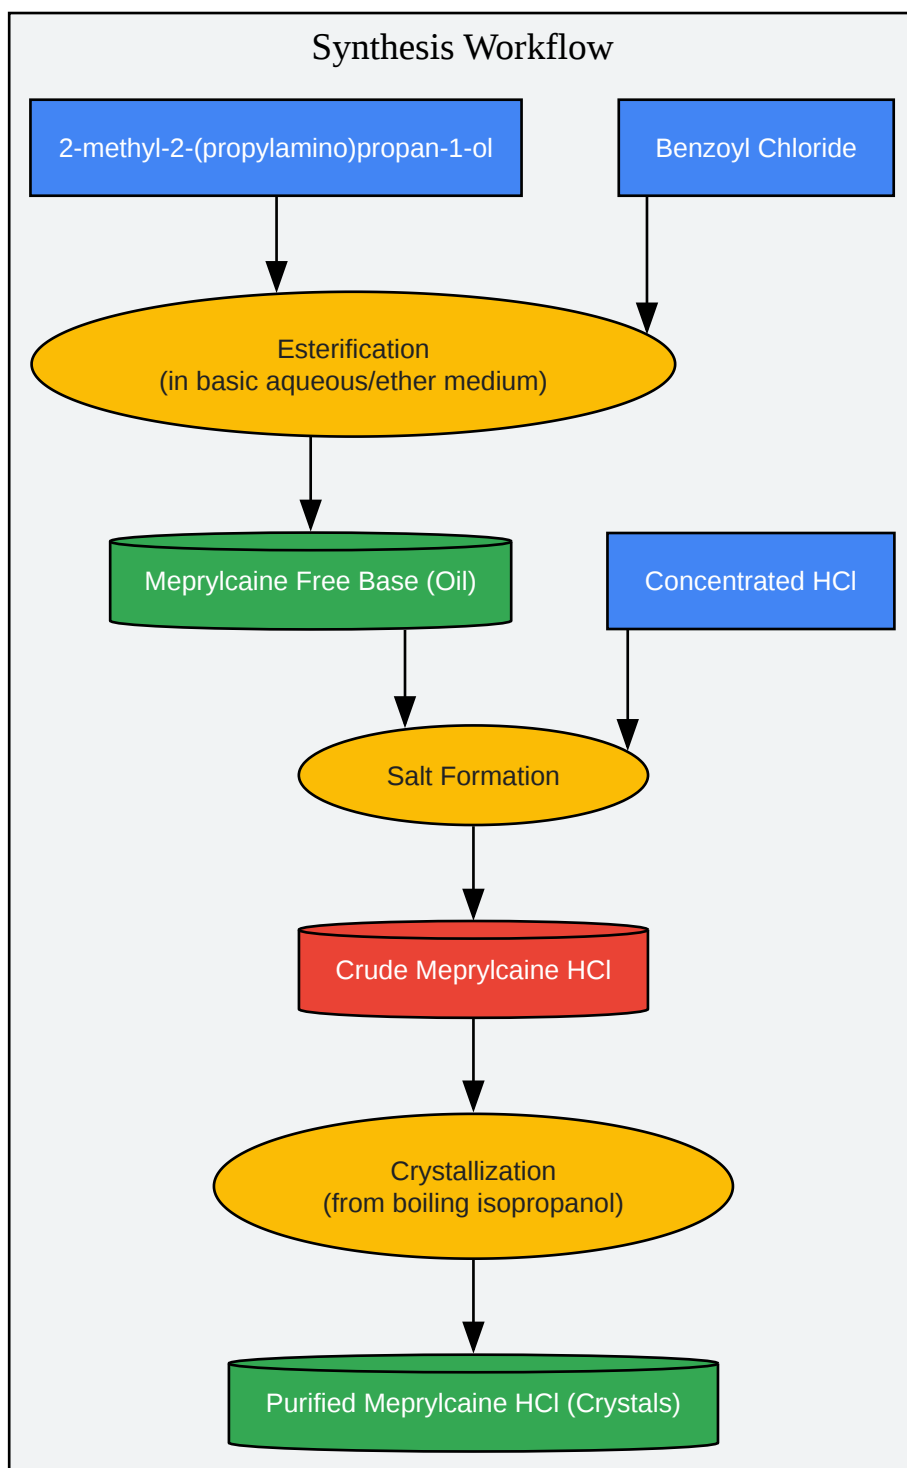 Synthesis Workflow
2-methyl-2-(propylamino)propan-1-ol
Benzoyl Chloride
Esterification
(in basic aqueous/ether medium)
Meprylcaine Free Base (Oil)
Concentrated HCl
Salt Formation
Crude Meprylcaine HCl
Crystallization
(from boiling isopropanol)
Purified Meprylcaine HCl (Crystals)